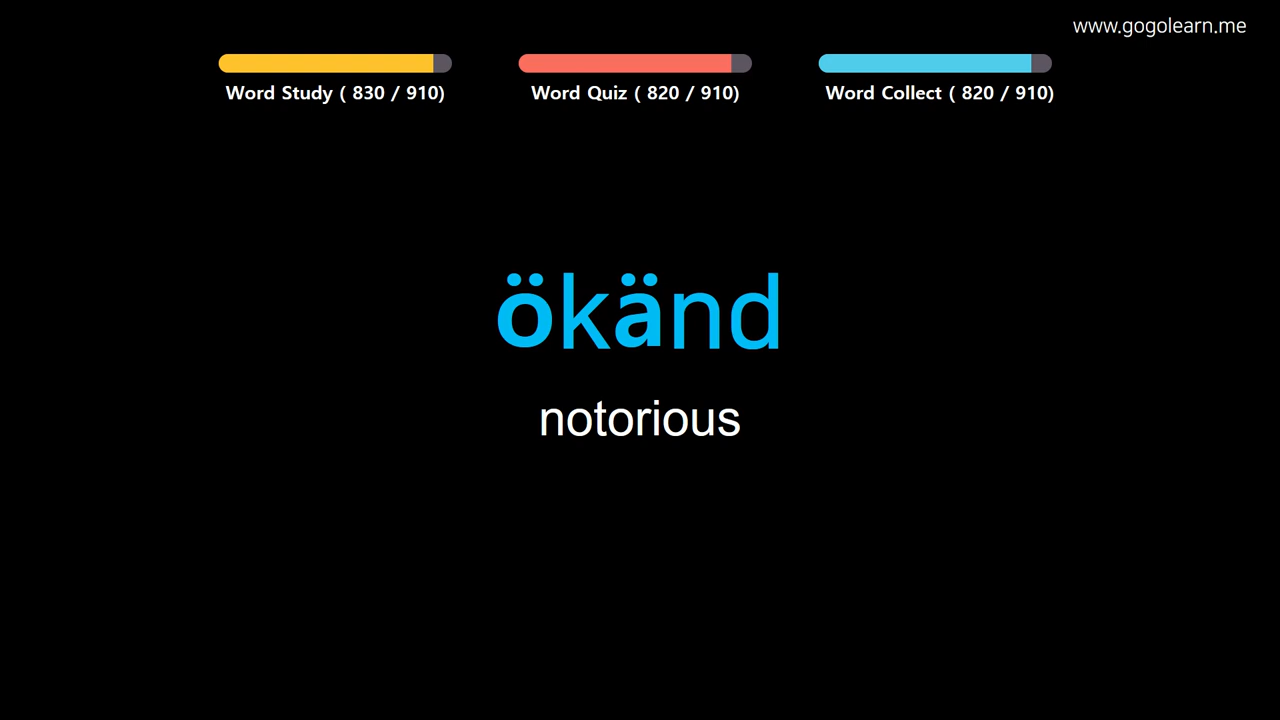 www.gogolearn.me
Word Study ( 830 / 910)
Word Quiz ( 820 / 910)
Word Collect ( 820 / 910)
ökänd
notorious